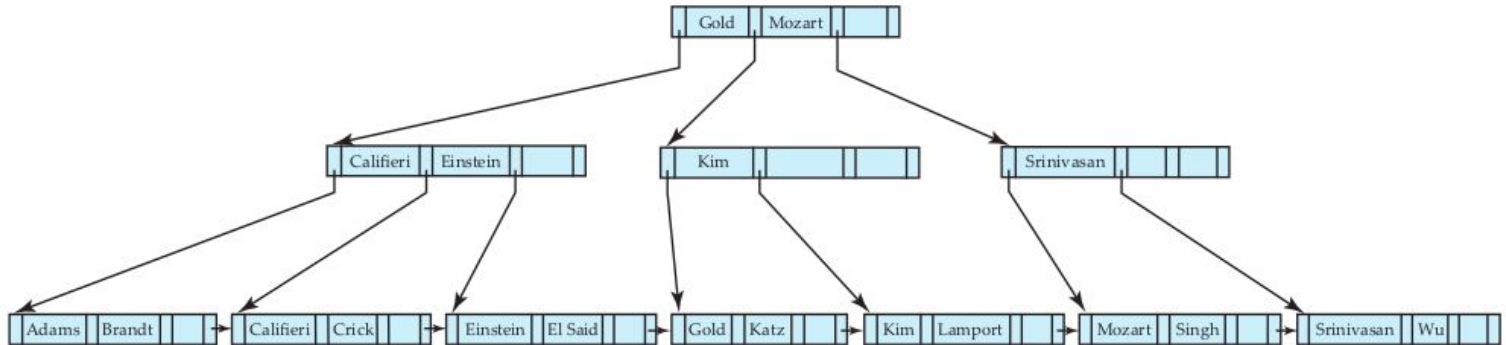 Gold Mozart
Califieri Einstein Kim Srinivasan
Adams Brandt Califieri Crick Einstein El Said Gold Katz Kim Lamport Mozart Singh Srinivasan Wu